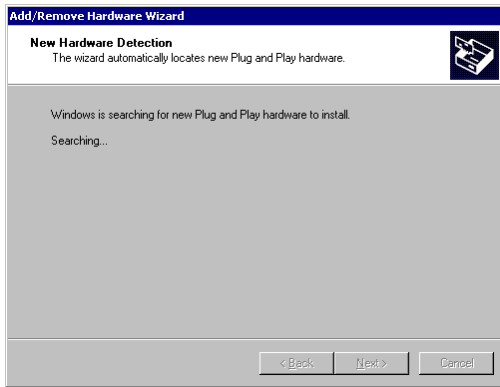 Add/Remove Hardware Wizard
New Hardware Detection
The wizard automatically locates new Plug and Play hardware.
Windows is searching for new Plug and Play hardware to install.
Searching...
< Back
Next >
Cancel